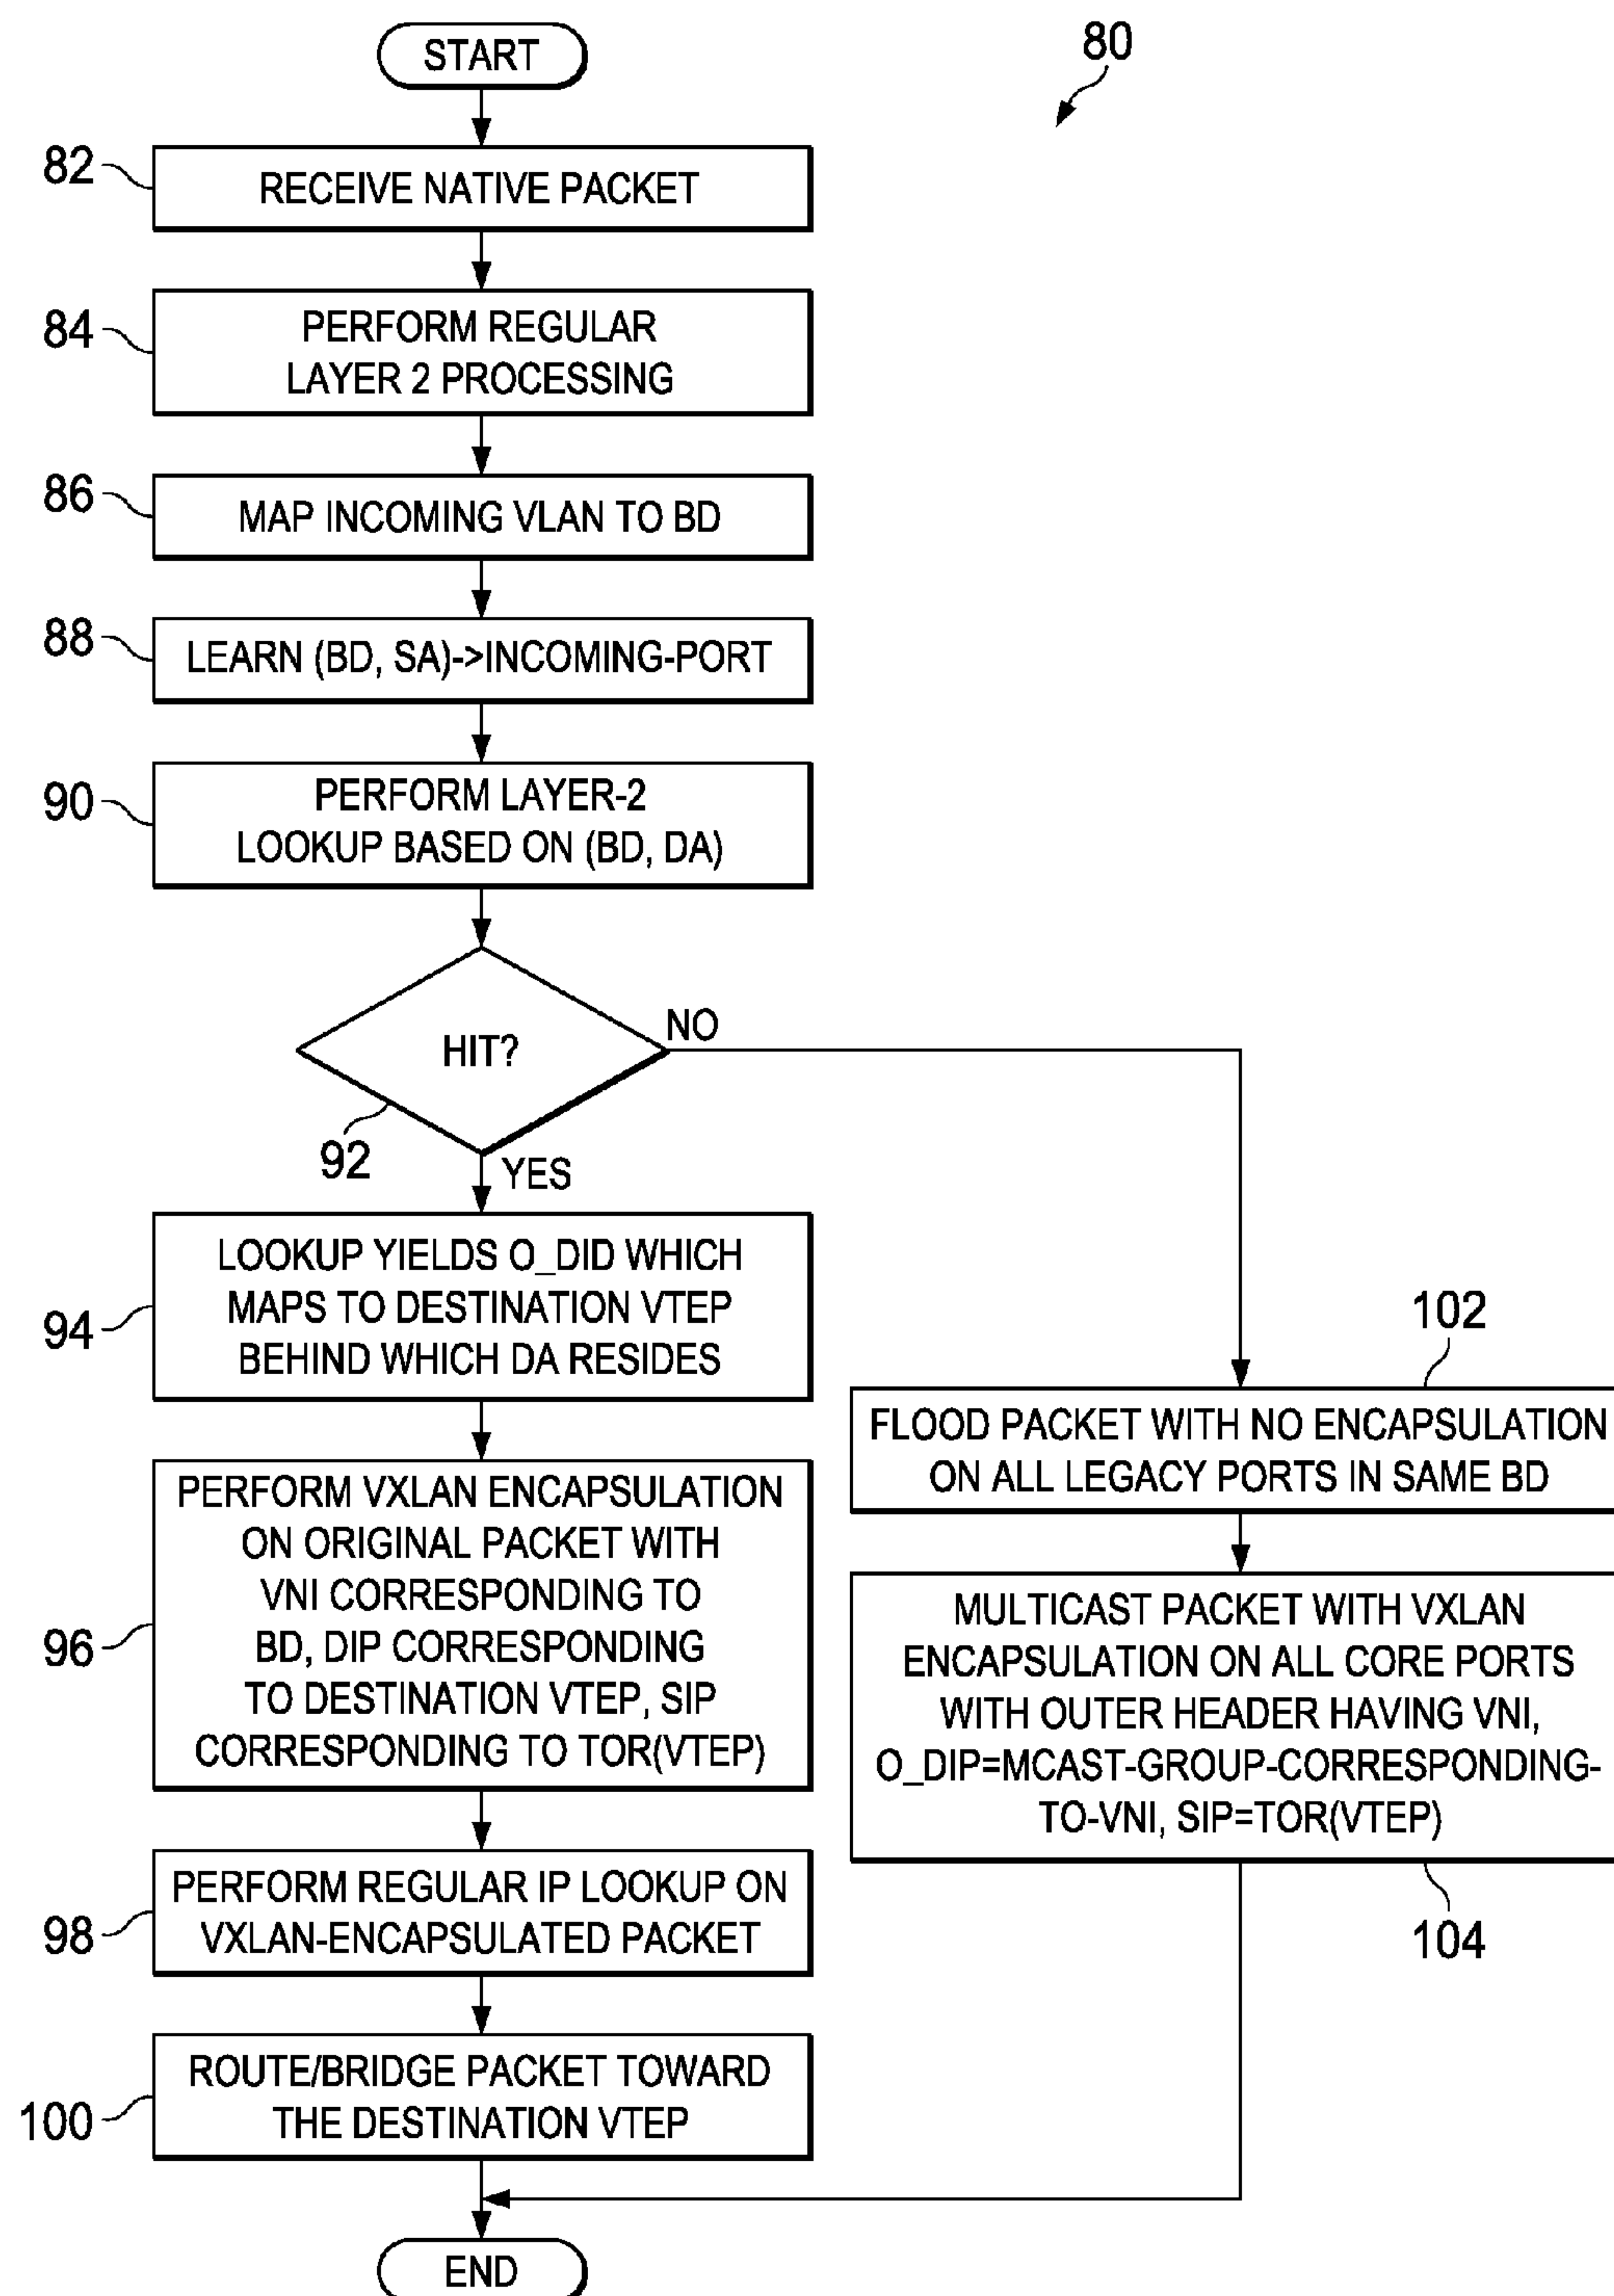 START
80
82
RECEIVE NATIVE PACKET
84
PERFORM REGULAR
LAYER 2 PROCESSING
86
MAP INCOMING VLAN TO BD
88
LEARN (BD, SA)->INCOMING-PORT
90
PERFORM LAYER-2
LOOKUP BASED ON (BD, DA)
HIT?
NO
92
YES
94
LOOKUP YIELDS O_DID WHICH
MAPS TO DESTINATION VTEP
BEHIND WHICH DA RESIDES
96
PERFORM VXLAN ENCAPSULATION
ON ORIGINAL PACKET WITH
VNI CORRESPONDING TO
BD, DIP CORRESPONDING
TO DESTINATION VTEP, SIP
CORRESPONDING TO TOR(VTEP)
98
PERFORM REGULAR IP LOOKUP ON
VXLAN-ENCAPSULATED PACKET
100
ROUTE/BRIDGE PACKET TOWARD
THE DESTINATION VTEP
102
FLOOD PACKET WITH NO ENCAPSULATION
ON ALL LEGACY PORTS IN SAME BD
MULTICAST PACKET WITH VXLAN
ENCAPSULATION ON ALL CORE PORTS
WITH OUTER HEADER HAVING VNI,
O_DIP=MCAST-GROUP-CORRESPONDING-
TO-VNI, SIP=TOR(VTEP)
104
END